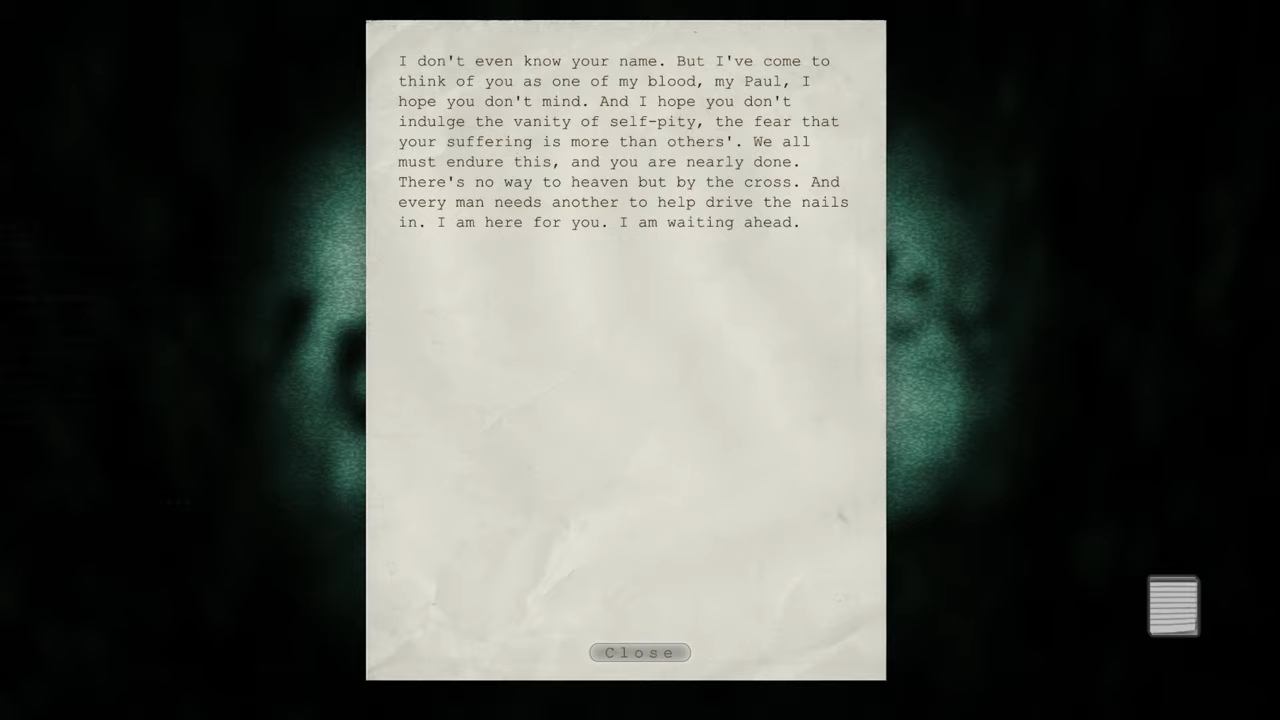 I don't even know your name. But I've come to
think of you as one of my blood, my Paul, I
hope you don't mind. And I hope you don't
indulge the vanity of self-pity, the fear that
your suffering is more than others'. We all
must endure this, and you are nearly done.
There's no way to heaven but by the cross. And
every man needs another to help drive the nails
in. I am here for you. I am waiting ahead.
Close